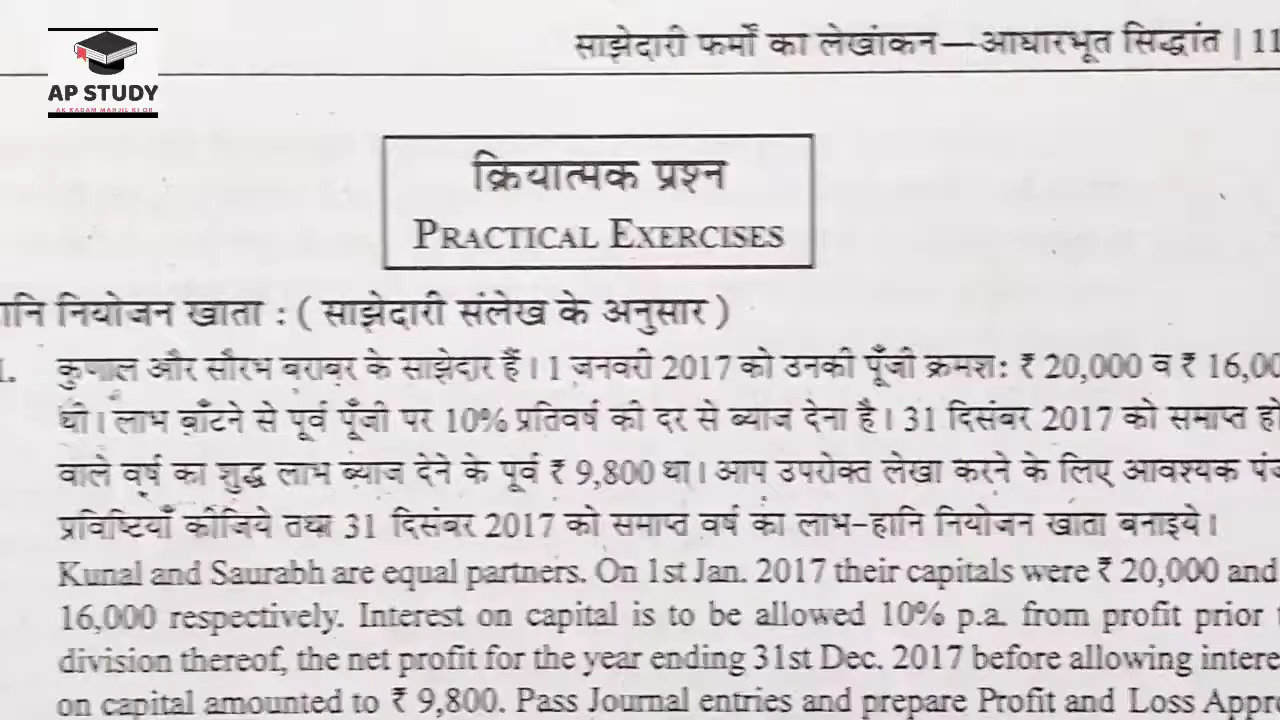 साझेदारी फर्मों का लेखांकन—आधारभूत सिद्धांत | 11
AP STUDY
AK KADAM MANJIL KI OR
क्रियात्मक प्रश्न
PRACTICAL EXERCISES
नियोजन खाता : ( साझेदारी संलेख के अनुसार )
कुणाल और सौरभ बराबर के साझेदार हैं। 1 जनवरी 2017 को उनकी पूँजी क्रमश: ₹ 20,000 व ₹ 16,00
थी। लाभ बाँटने से पूर्व पूँजी पर 10% प्रतिवर्ष की दर से ब्याज देना है। 31 दिसंबर 2017 को समाप्त
वाले वर्ष का शुद्ध लाभ ब्याज देने के पूर्व ₹ 9,800 था। आप उपरोक्त लेखा करने के लिए आवश्यक
प्रविष्टियाँ कीजिये तथा 31 दिसंबर 2017 को समाप्त वर्ष का लाभ-हानि नियोजन खाता बनाइये।
Kunal and Saurabh are equal partners. On 1st Jan. 2017 their capitals were ₹ 20,000 and
16,000 respectively. Interest on capital is to be allowed 10% p.a. from profit prior
division thereof, the net profit for the year ending 31st Dec. 2017 before allowing intere
on capital amounted to ₹ 9,800. Pass Journal entries and prepare Profit and Loss Appr